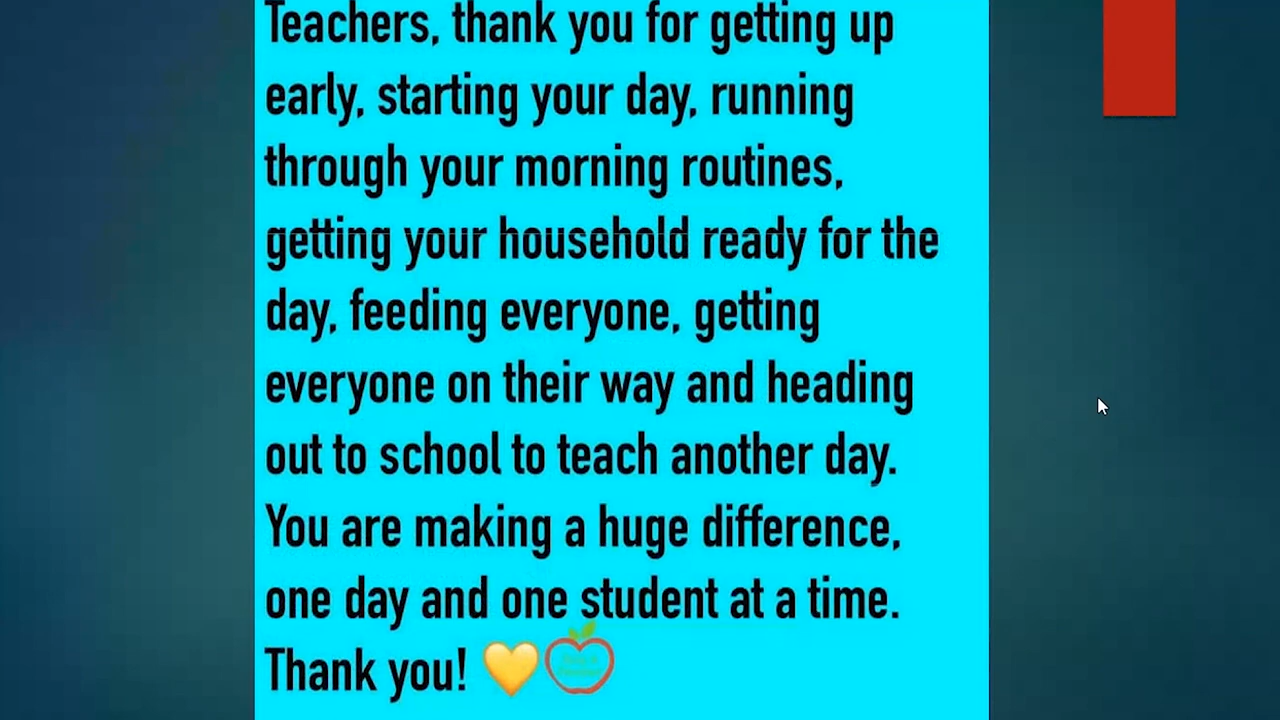 Teachers, thank you for getting up
early, starting your day, running
through your morning routines,
getting your household ready for the
day, feeding everyone, getting
everyone on their way and heading
out to school to teach another day.
You are making a huge difference,
one day and one student at a time.
Thank you! 💛